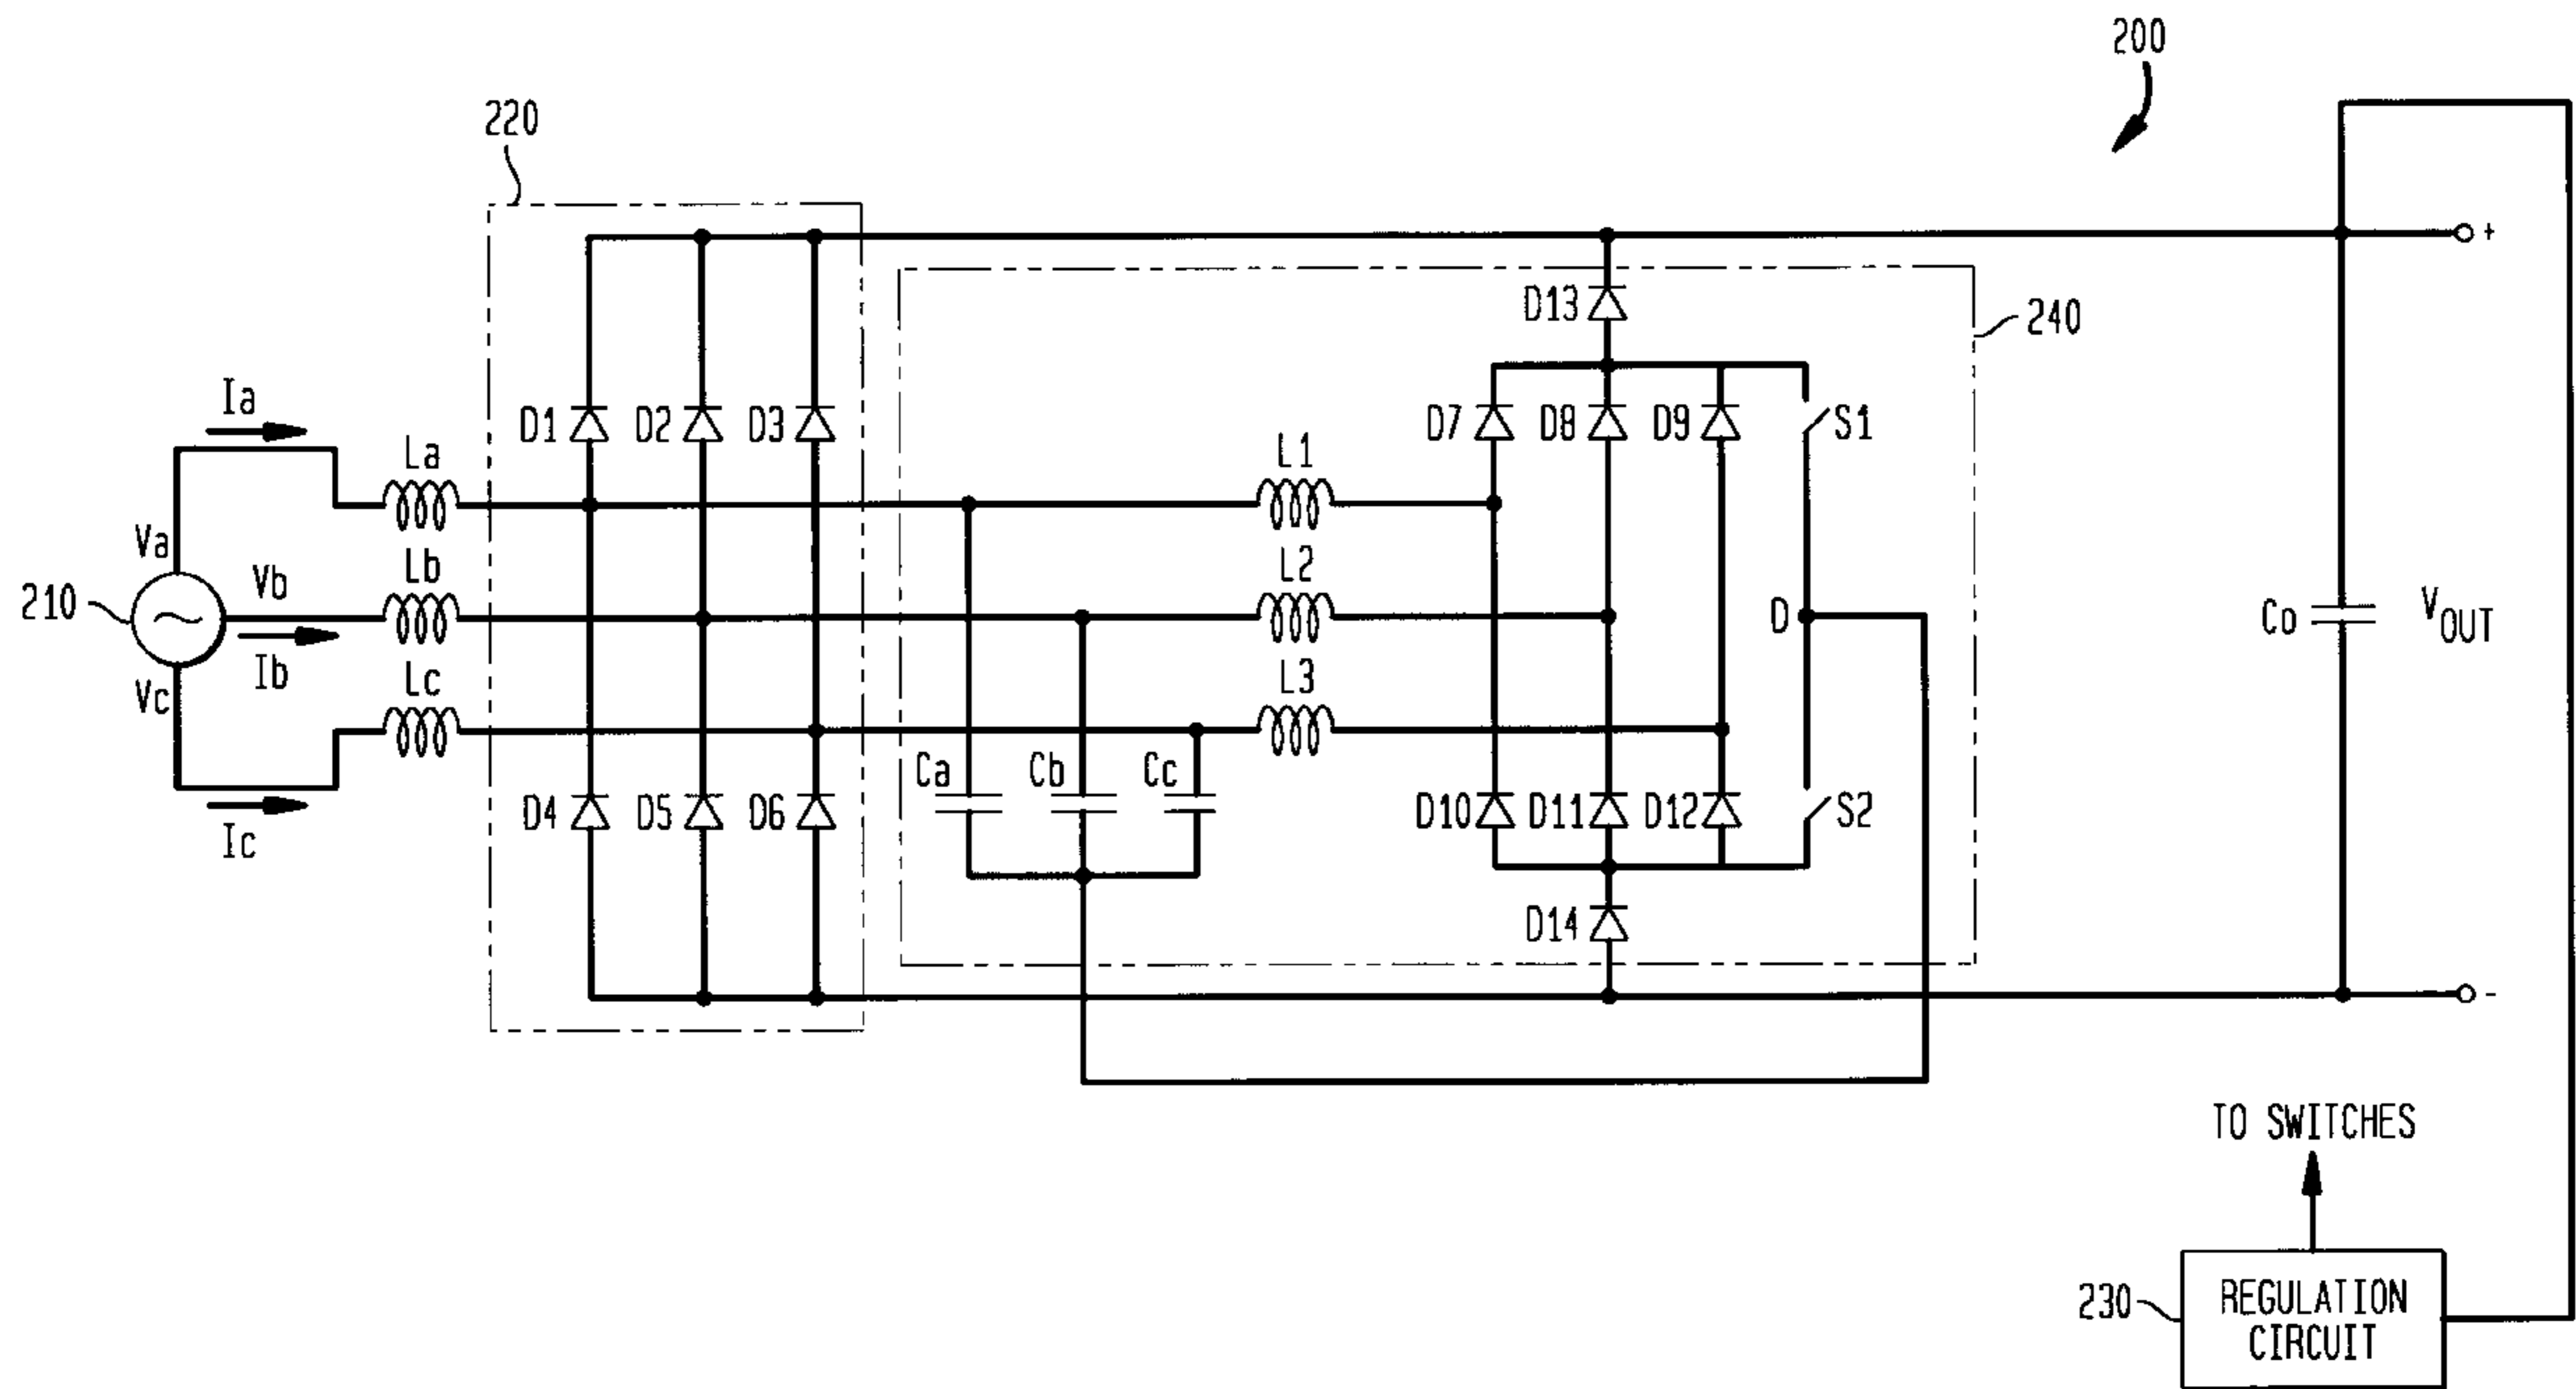 200
220
+
D13
240
Ia
La
D1
D2
D3
D7
D8
D9
S1
L1
Va
Lb
L2
210
Vb
D
Co
VOUT
Ib
Lc
L3
Vc
Ca
Cb
Cc
D4
D5
D6
D10
D11
D12
S2
Ic
D14
-
TO SWITCHES
230
REGULATION
CIRCUIT